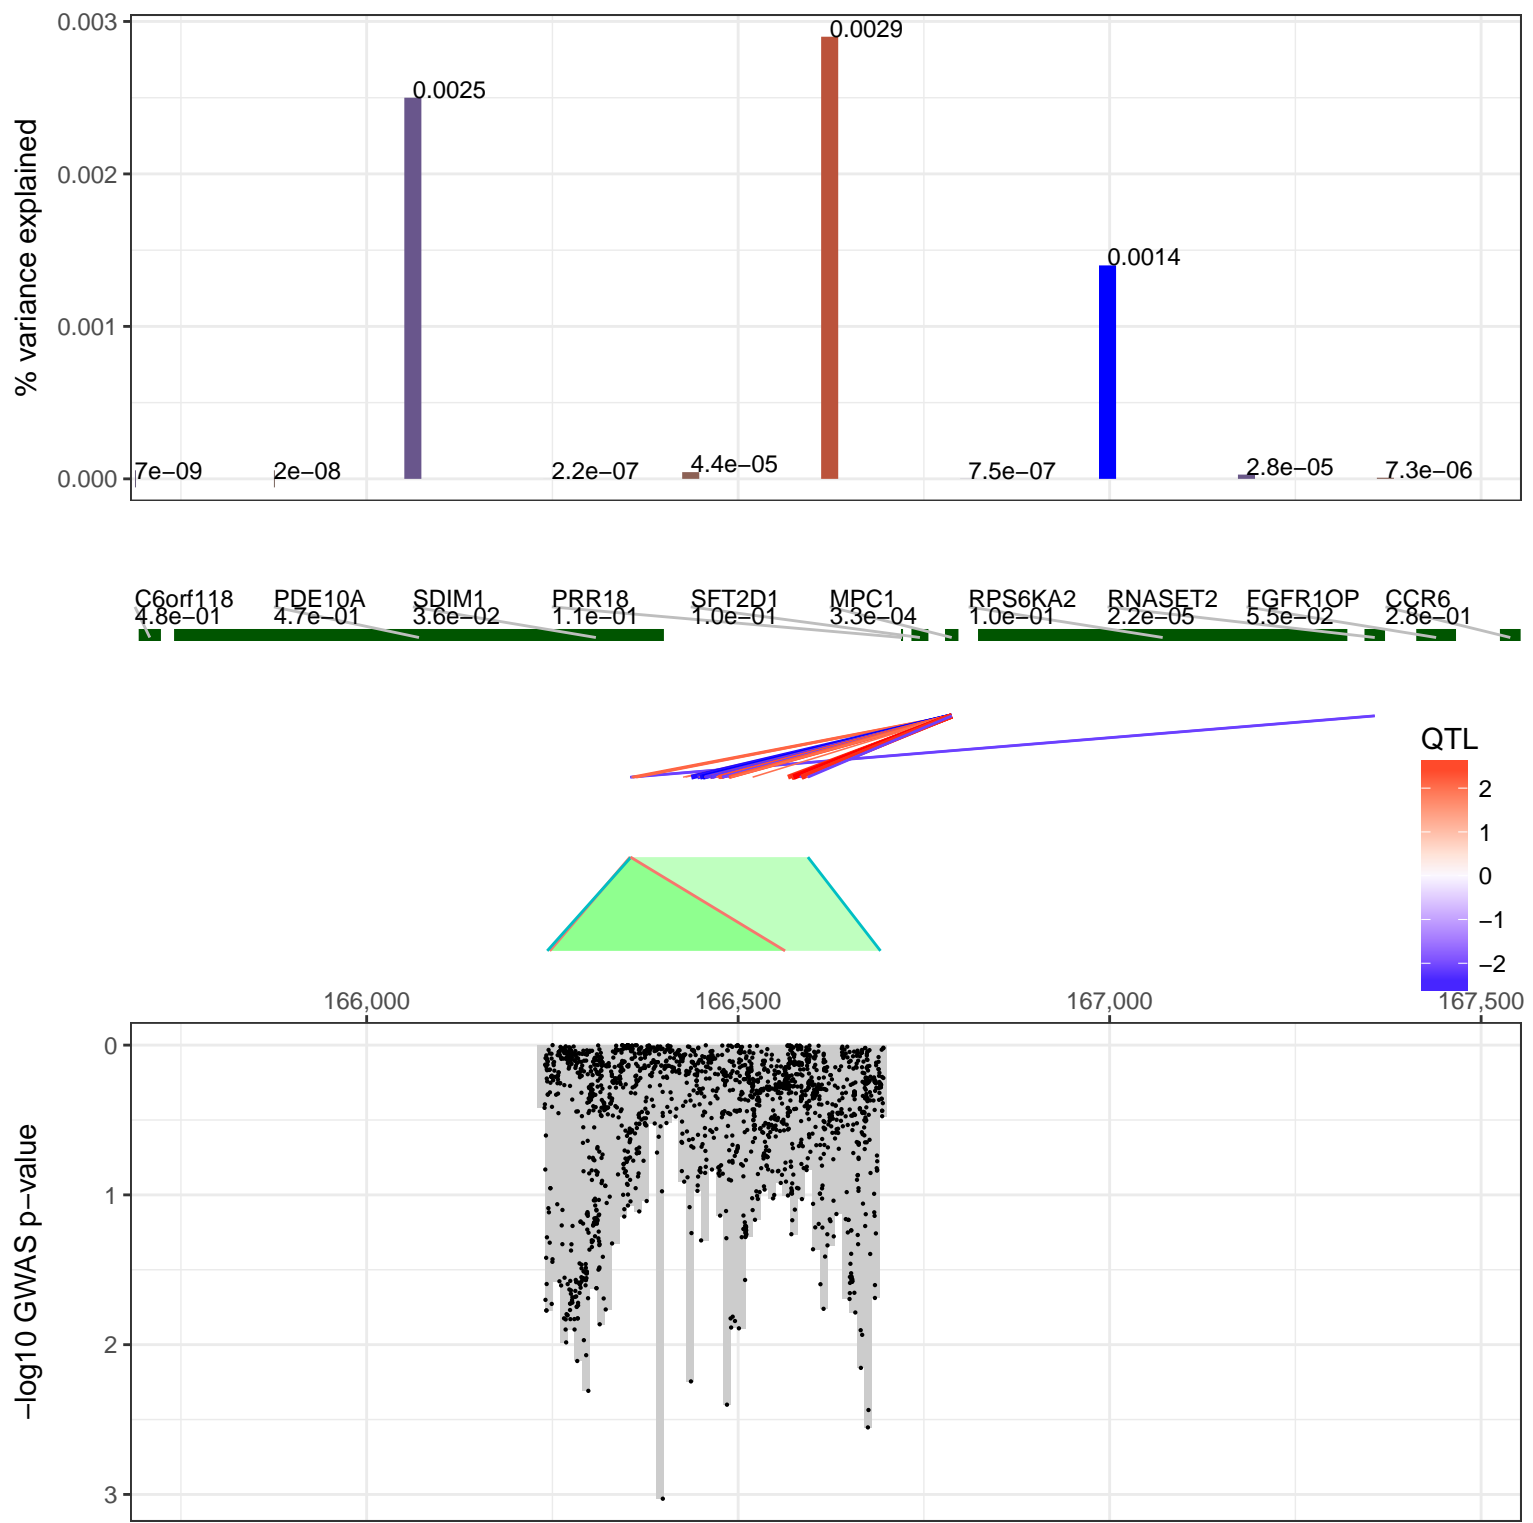 0.003
0.002
0.001
0.000
% variance explained
0.0029
0.0025
0.0014
7e−09
2e−08
2.2e−07
4.4e−05
7.5e−07
2.8e−05
7.3e−06
C6orf118 PDE10A SDIM1 PRR18 SFT2D1 MPC1 RPS6KA2 RNASET2 FGFR1OP CCR6
4.8e−01 4.7e−01 3.6e−02 1.1e−01 1.0e−01 3.3e−04 1.0e−01 2.2e−05 5.5e−02 2.8e−01
QTL
2
1
0
−1
−2
166,000 166,500 167,000 167,500
0
1
2
3
−log10 GWAS p−value